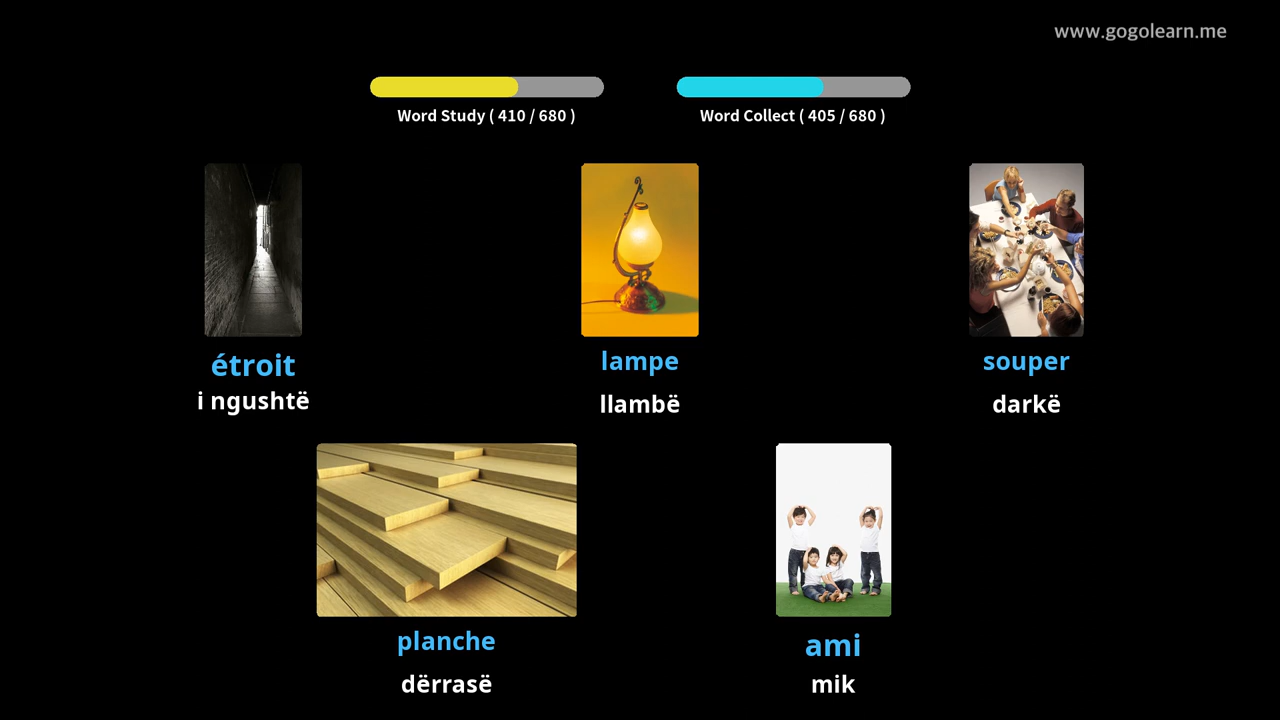 www.gogolearn.me
Word Study ( 410 / 680 )
Word Collect ( 405 / 680 )
étroit
i ngushtë
lampe
llambë
souper
darkë
planche
dërrasë
ami
mik